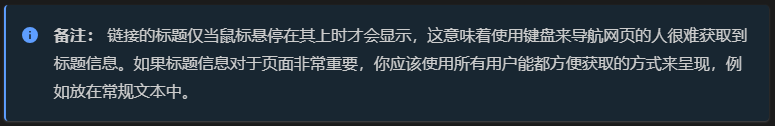 备注： 链接的标题仅当鼠标悬停在其上时才会显示，这意味着使用键盘来导航网页的人很难获取到
标题信息。如果标题信息对于页面非常重要，你应该使用所有用户能都方便获取的方式来呈现，例
如放在常规文本中。